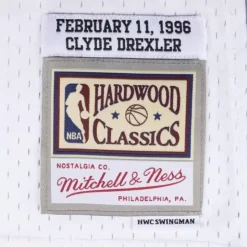 FEBRUARY 11, 1996
CLYDE DREXLER
HARDWOOD
NBA
CLASSICS
NOSTALGIA CO.
Mitchell & Ness
PHILADELPHIA, PA.
HWC SWINGMAN